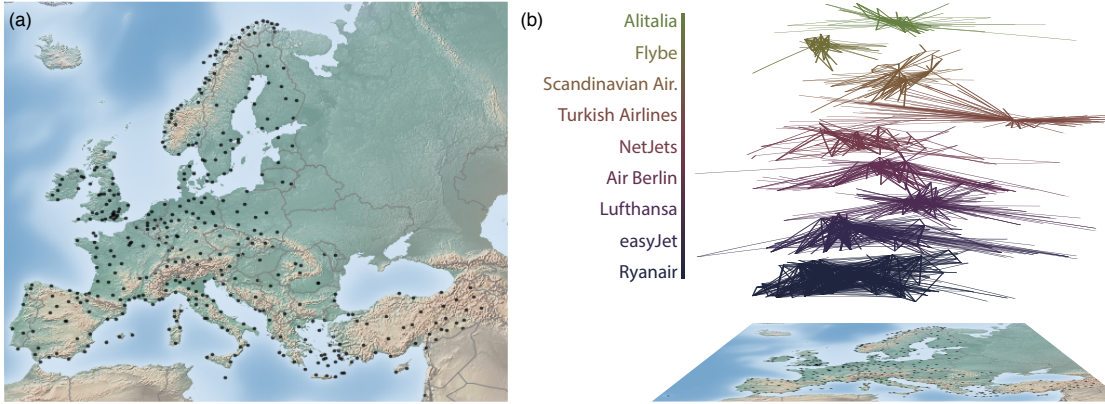 (a)
(b)
Alitalia
Flybe
Scandinavian Air.
Turkish Airlines
NetJets
Air Berlin
Lufthansa
easyJet
Ryanair